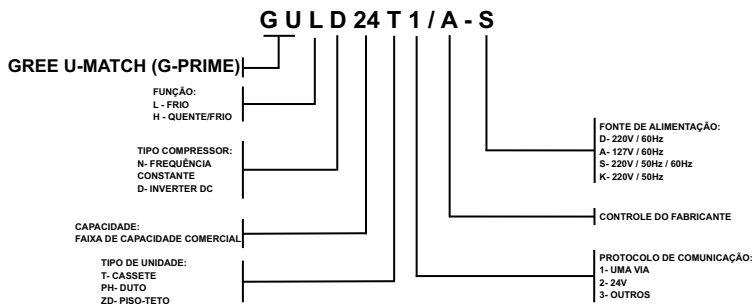 G U L D 24 T 1 / A - S
GREE U-MATCH (G-PRIME)
FUNÇÃO:
L - FRIO
H - QUENTE/FRIO
TIPO COMPRESSOR:
N- FREQUÊNCIA
CONSTANTE
D- INVERTER DC
CAPACIDADE:
FAIXA DE CAPACIDADE COMERCIAL
TIPO DE UNIDADE:
T- CASSETE
PH- DUTO
ZD- PISO-TETO
FONTE DE ALIMENTAÇÃO:
D- 220V / 60Hz
A- 127V / 60Hz
S- 220V / 50Hz / 60Hz
K- 220V / 50Hz
CONTROLE DO FABRICANTE
PROTOCOLO DE COMUNICAÇÃO:
1- UMA VIA
2- 24V
3- OUTROS